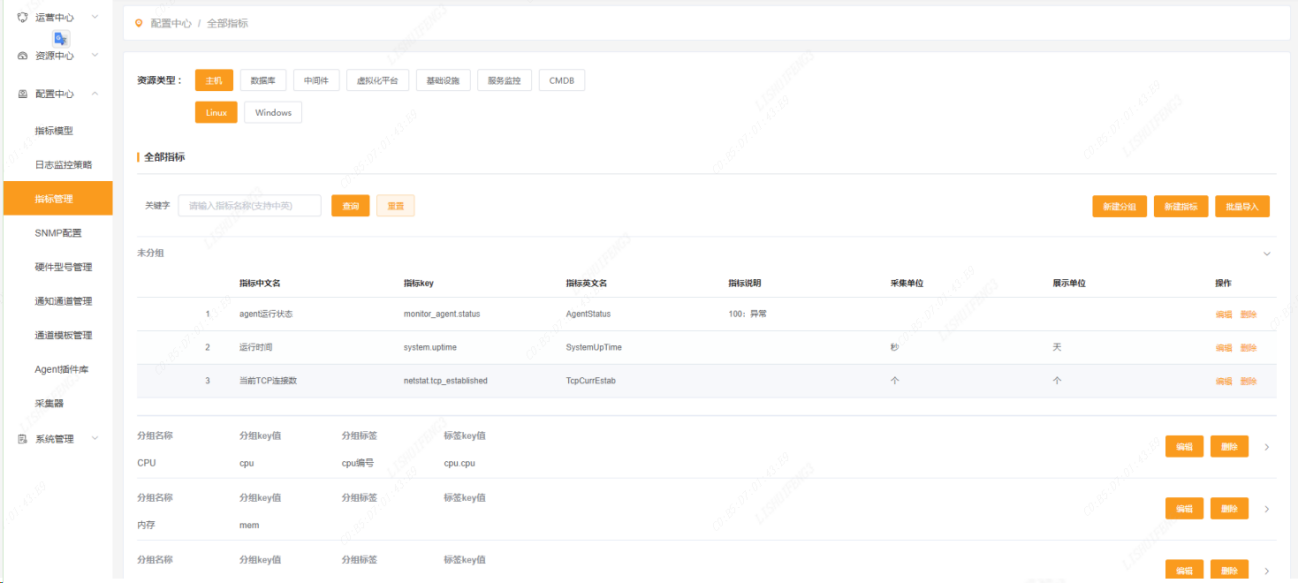 运营中心
资源中心
配置中心
指标模型
日志监控策略
指标管理
SNMP配置
硬件型号管理
通知通道管理
通道模板管理
Agent插件库
采集器
系统管理
配置中心 / 全部指标
资源类型： 主机 数据库 中间件 虚拟化平台 基础设施 服务监控 CMDB
Linux Windows
全部指标
关键字 请输入指标名称(支持中英) 查询 重置 新建分组 新建指标 批量导入
未分组
指标中文名 指标key 指标英文名 指标说明 采集单位 展示单位 操作
1 agent运行状态 monitor_agent.status AgentStatus 100：异常 编辑 删除
2 运行时间 system.uptime SystemUpTime 秒 天 编辑 删除
3 当前TCP连接数 netstat.tcp_established TcpCurrEstab 个 个 编辑 删除
分组名称 分组key值 分组标签 标签key值
CPU cpu cpu编号 cpu.cpu 编辑 删除
分组名称 分组key值 分组标签 标签key值
内存 mem 编辑 删除
分组名称 分组key值 分组标签 标签key值
编辑 删除